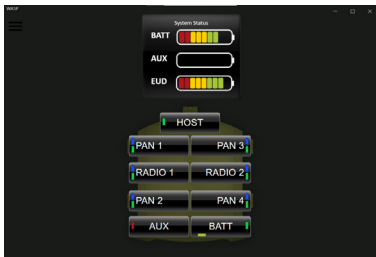 WASP
System Status
BATT
AUX
EUD
HOST
PAN 1 PAN 3
RADIO 1 RADIO 2
PAN 2 PAN 4
AUX BATT